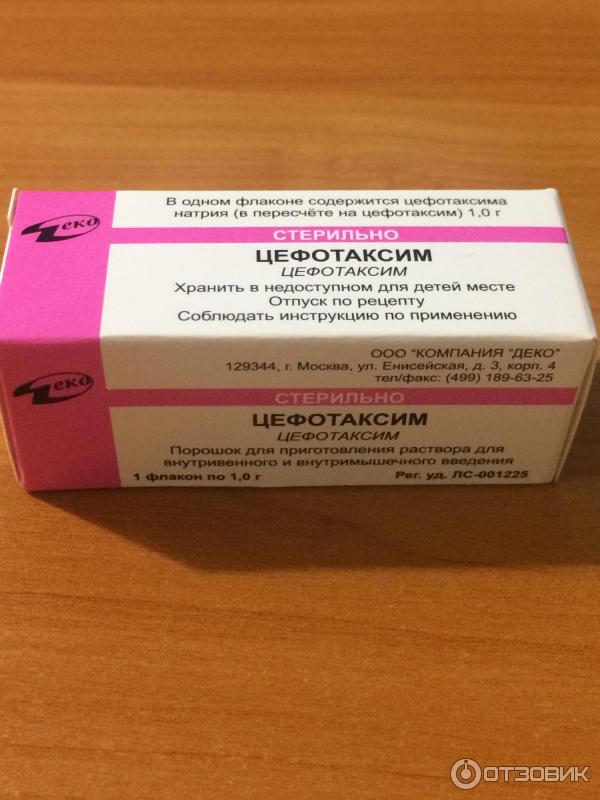 Деко
В одном флаконе содержится цефотаксима
натрия (в пересчёте на цефотаксим) 1,0 г
СТЕРИЛЬНО
ЦЕФОТАКСИМ
ЦЕФОТАКСИМ
Хранить в недоступном для детей месте
Отпуск по рецепту
Соблюдать инструкцию по применению
ООО "КОМПАНИЯ "ДЕКО"
129344, г. Москва, ул. Енисейская, д. 3, корп. 4
тел/факс: (499) 189-63-25
Деко
СТЕРИЛЬНО
ЦЕФОТАКСИМ
ЦЕФОТАКСИМ
Порошок для приготовления раствора для
внутривенного и внутримышечного введения
1 флакон по 1,0 г Рег. уд. ЛС-001225
ОТЗОВИК